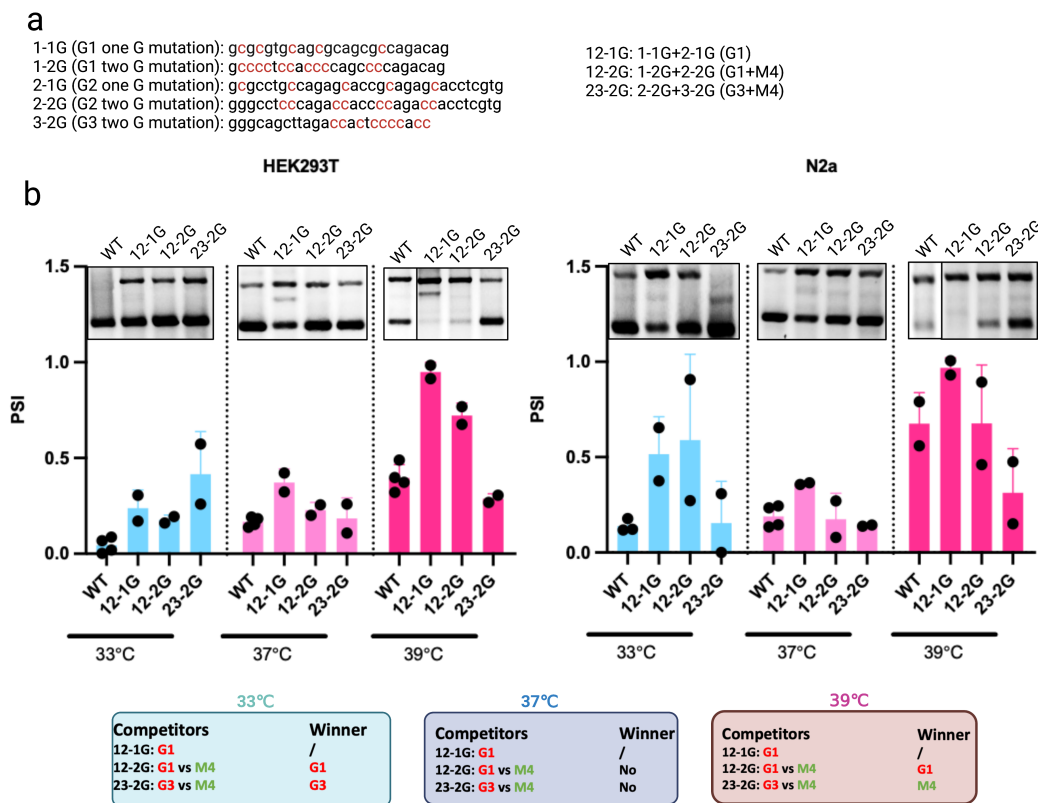 a
1-1G (G1 one G mutation): gcgcgtgcagcgcagcgccagacag
1-2G (G1 two G mutation): gcccctccaccccagcccccagacag
2-1G (G2 one G mutation): gcgcctgccagagcaccgcagagcacctcgtg
2-2G (G2 two G mutation): gggcctcccagaccaccccagaccacctcgtg
3-2G (G3 two G mutation): gggcagcttagaccactccccacc
12-1G: 1-1G+2-1G (G1)
12-2G: 1-2G+2-2G (G1+M4)
23-2G: 2-2G+3-2G (G3+M4)
HEK293T
N2a
b
WT 12-1G 12-2G 23-2G WT 12-1G 12-2G 23-2G WT 12-1G 12-2G 23-2G
WT 12-1G 12-2G 23-2G WT 12-1G 12-2G 23-2G WT 12-1G 12-2G 23-2G
1.5
1.0
PSI
0.5
0.0
WT 12-1G 12-2G 23-2G WT 12-1G 12-2G 23-2G WT 12-1G 12-2G 23-2G
33°C 37°C 39°C
1.5
1.0
PSI
0.5
0.0
WT 12-1G 12-2G 23-2G WT 12-1G 12-2G 23-2G WT 12-1G 12-2G 23-2G
33°C 37°C 39°C
33℃
Competitors Winner
12-1G: G1 /
12-2G: G1 vs M4 G1
23-2G: G3 vs M4 G3
37℃
Competitors Winner
12-1G: G1 /
12-2G: G1 vs M4 No
23-2G: G3 vs M4 No
39℃
Competitors Winner
12-1G: G1 /
12-2G: G1 vs M4 G1
23-2G: G3 vs M4 M4